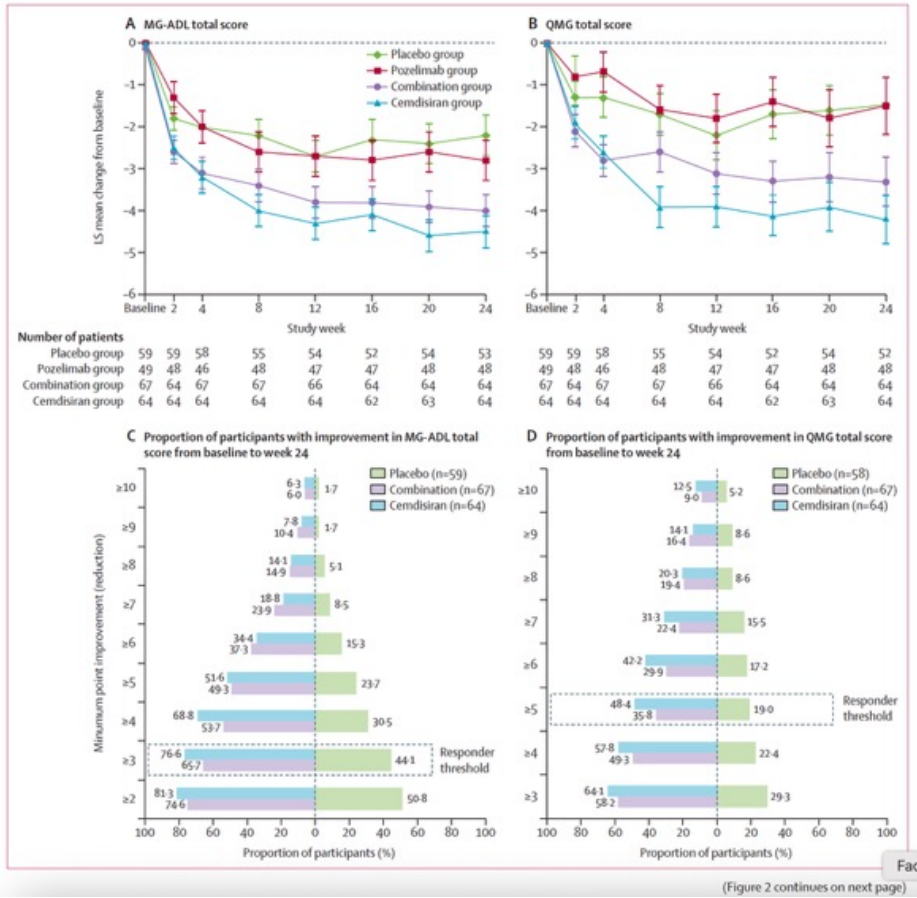 A MG-ADL total score
0
−1
−2
−3
−4
−5
−6
LS mean change from baseline
Placebo group
Pozelimab group
Combination group
Cemdisiran group
Baseline 2 4 8 12 16 20 24
Study week
B QMG total score
0
−1
−2
−3
−4
−5
−6
Baseline 2 4 8 12 16 20 24
Study week
Number of patients
Placebo group 59 59 58 55 54 52 54 53 59 59 58 55 54 52 54 52
Pozelimab group 49 48 46 48 47 47 48 48 49 48 46 48 47 47 48 48
Combination group 67 64 67 67 66 64 64 64 67 64 67 67 66 64 64 64
Cemdisiran group 64 64 64 64 64 62 63 64 64 64 64 64 64 62 63 64
C Proportion of participants with improvement in MG-ADL total
score from baseline to week 24
Placebo (n=59)
Combination (n=67)
Cemdisiran (n=64)
Minumum point improvement (reduction)
≥10 6·3 6·0 1·7
≥9 7·8 10·4 1·7
≥8 14·1 14·9 5·1
≥7 18·8 23·9 8·5
≥6 34·4 37·3 15·3
≥5 51·6 49·3 23·7
≥4 68·8 53·7 30·5
≥3 76·6 65·7 44·1
Responder
threshold
≥2 81·3 74·6 50·8
100 80 60 40 20 0 20 40 60 80 100
Proportion of participants (%)
D Proportion of participants with improvement in QMG total score
from baseline to week 24
Placebo (n=58)
Combination (n=67)
Cemdisiran (n=64)
≥10 12·5 9·0 5·2
≥9 14·1 16·4 8·6
≥8 20·3 19·4 8·6
≥7 31·3 22·4 15·5
≥6 42·2 29·9 17·2
≥5 48·4 35·8 19·0
Responder
threshold
≥4 57·8 49·3 22·4
≥3 64·1 58·2 29·3
100 80 60 40 20 0 20 40 60 80 100
Proportion of participants (%)
Fac
(Figure 2 continues on next page)